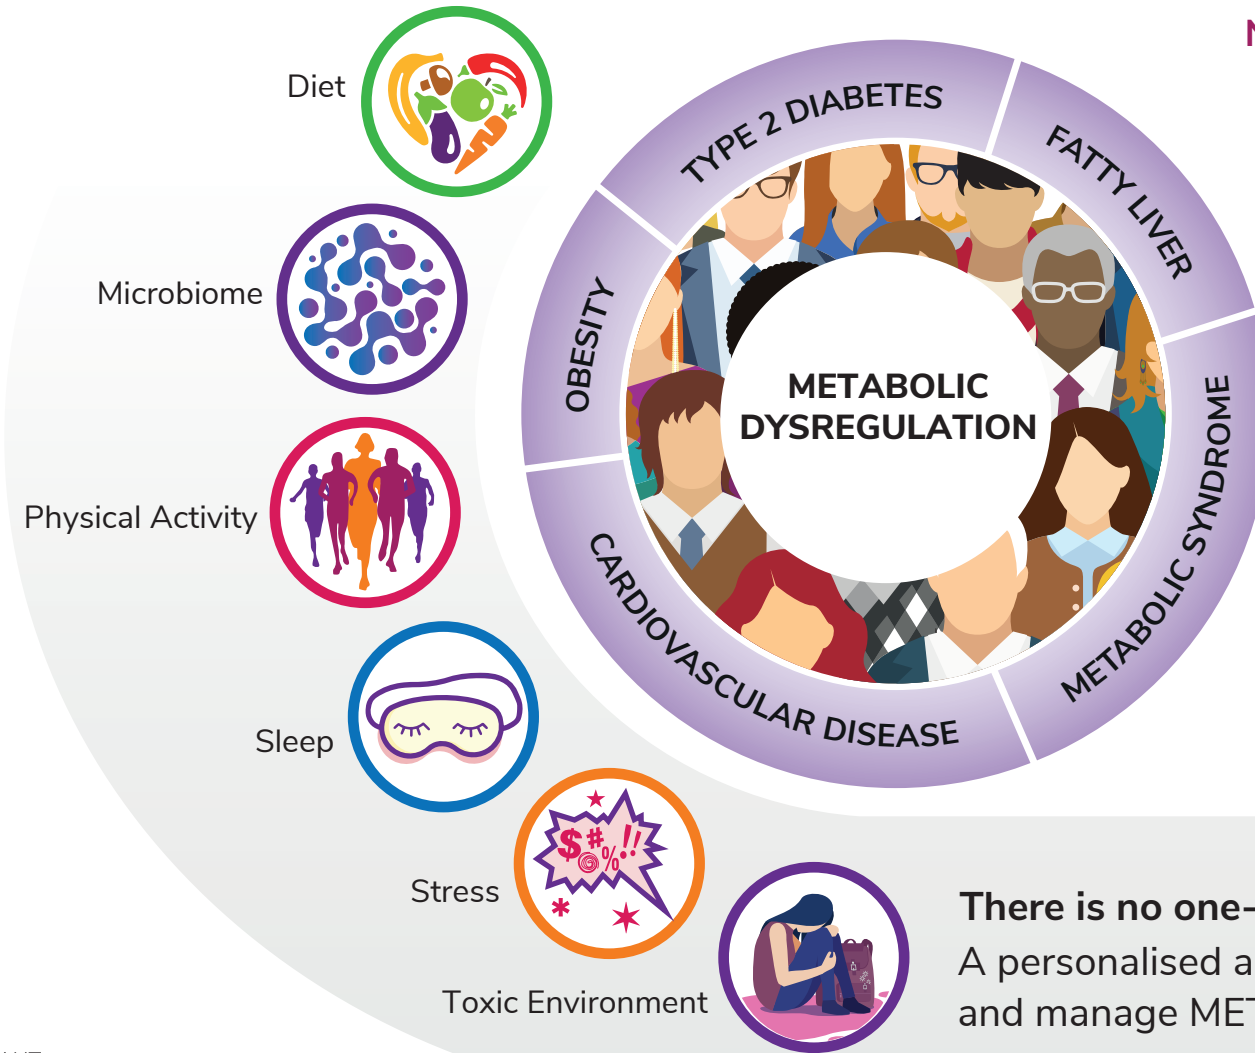 Diet
Microbiome
Physical Activity
Sleep
Stress
Toxic Environment
TYPE 2 DIABETES
FATTY LIVER
OBESITY
METABOLIC
DYSREGULATION
METABOLIC SYNDROME
CARDIOVASCULAR DISEASE
$#%!!
*
There is no one-
A personalised a
and manage MET